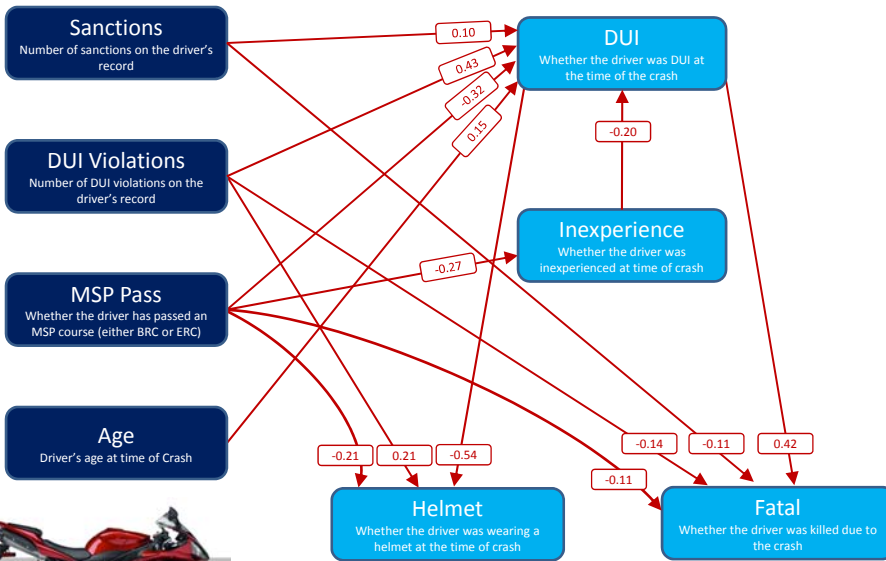 Sanctions
Number of sanctions on the driver's
record
DUI Violations
Number of DUI violations on the
driver's record
MSP Pass
Whether the driver has passed an
MSP course (either BRC or ERC)
Age
Driver's age at time of Crash
DUI
Whether the driver was DUI at
the time of the crash
Inexperience
Whether the driver was
inexperienced at time of crash
Helmet
Whether the driver was wearing a
helmet at the time of crash
Fatal
Whether the driver was killed due to
the crash
0.10
0.43
-0.32
0.15
-0.20
-0.27
-0.21
0.21
-0.54
-0.11
-0.14
-0.11
0.42